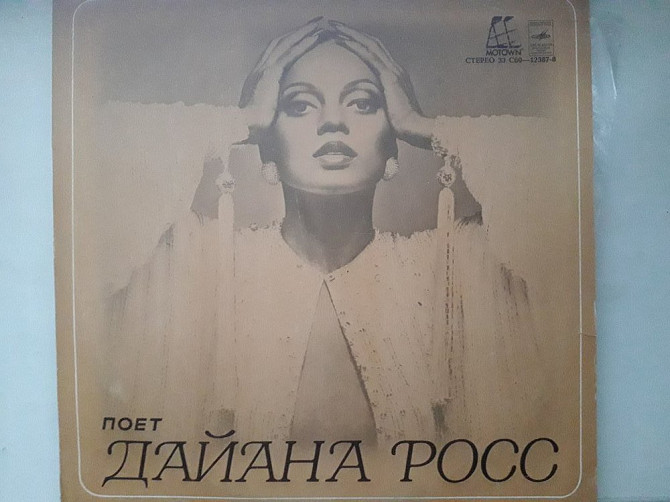 MOTOWN
СТЕРЕО 33 С60—12387-8
ПОЕТ
ДАЙАНА РОСС